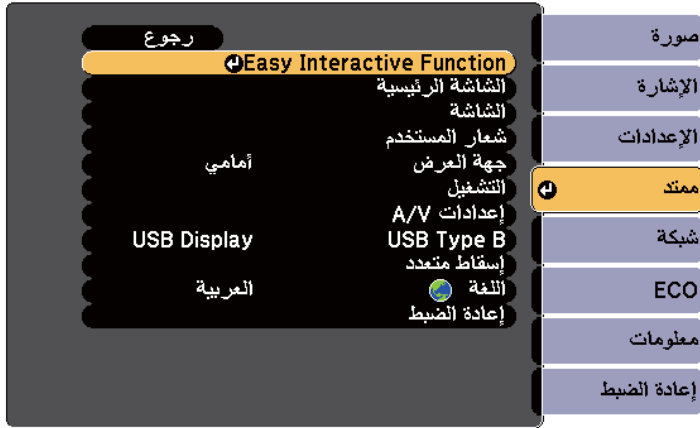 صورة
الإشارة
الإعدادات
ممتد
شبكة
ECO
معلومات
إعادة الضبط
رجوع
Easy Interactive Function
الشاشة الرئيسية
الشاشة
شعار المستخدم
جهة العرض أمامي
التشغيل
إعدادات A/V
USB Type B USB Display
إسقاط متعدد
اللغة العربية
إعادة الضبط